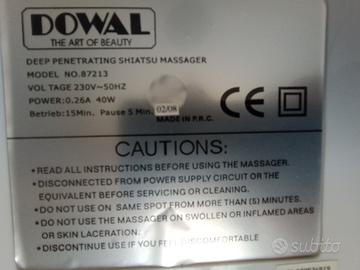 DOWAL
THE ART OF BEAUTY
DEEP PENETRATING SHIATSU MASSAGER
MODEL NO.87213
VOL TAGE 230V~50HZ
POWER:0.26A 40W
Betrieb:15Min. Pause 5 Min. 02/08
MADE IN P.R.C.
CE
CAUTIONS:
•READ ALL INSTRUCTIONS BEFORE USING THE MASSAGER.
•DISCONNECTED FROM POWER SUPPLY CIRCUIT OR THE
EQUIVALENT BEFORE SERVICING OR CLEANING.
•DO NOT USE ON SAME SPOT FROM MORE THAN (5) MINUTES.
•DO NOT USE THE MASSAGER ON SWOLLEN OR INFLAMED AREAS
OR SKIN LACERATION.
•DISCONTINUE USE IF YOU FEEL DISCOMFORTABLE
subito